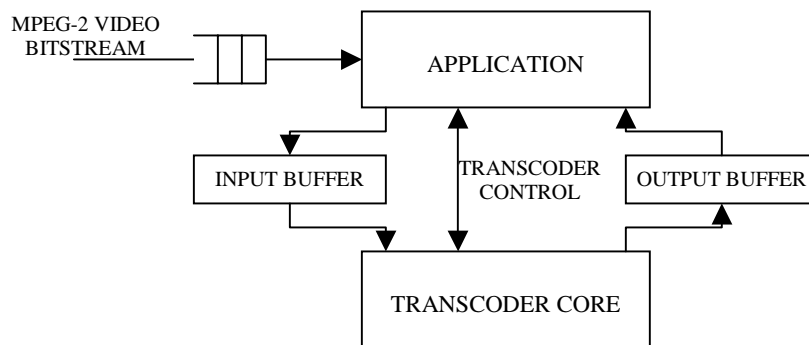 MPEG-2 VIDEO
BITSTREAM
APPLICATION
INPUT BUFFER
TRANSCODER
CONTROL
OUTPUT BUFFER
TRANSCODER CORE